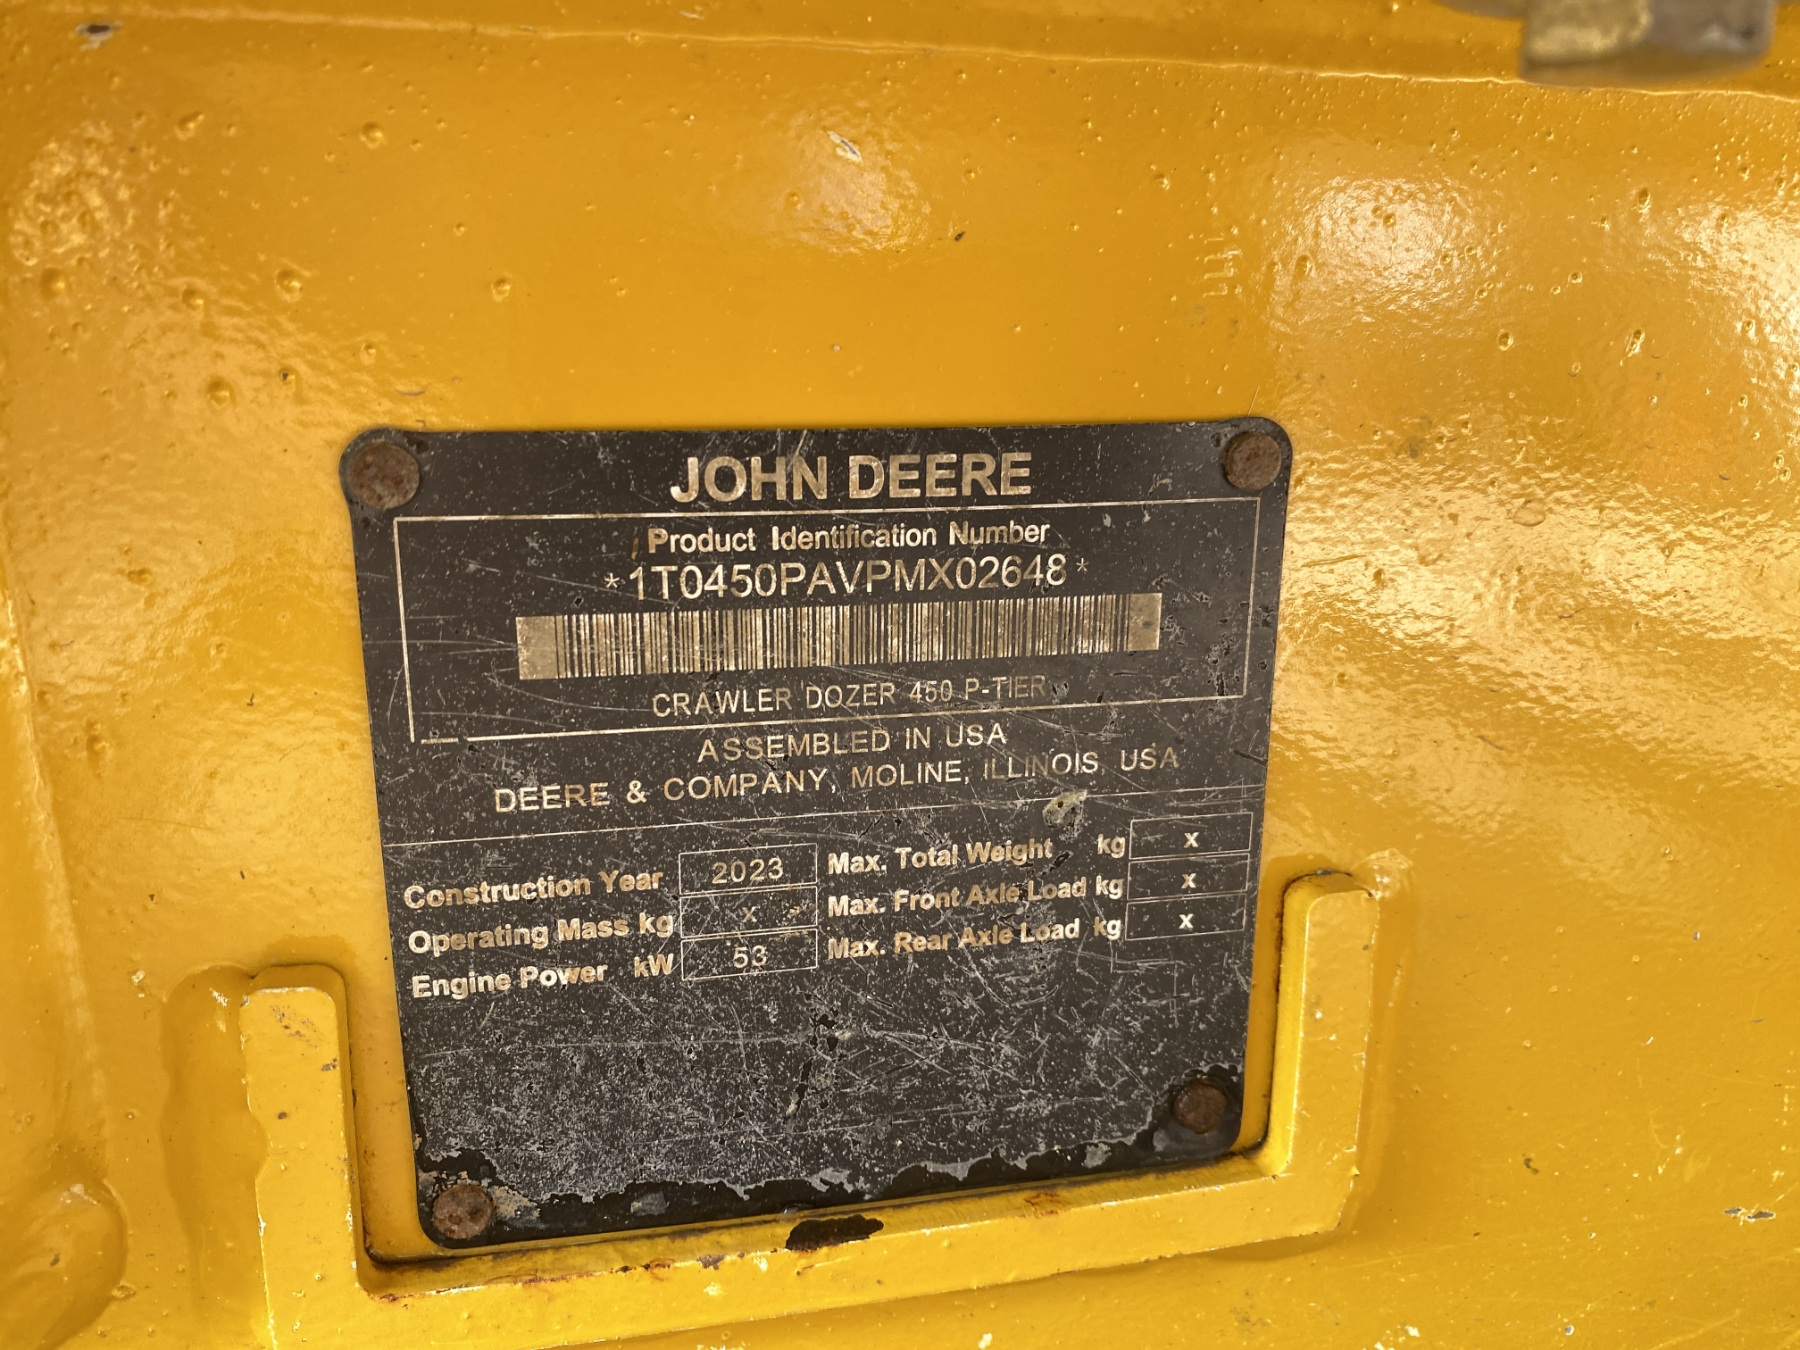 JOHN DEERE
Product Identification Number
*1T0450PAVPMX02648*
CRAWLER DOZER 450 P-TIER
ASSEMBLED IN USA
DEERE & COMPANY, MOLINE, ILLINOIS, USA
Construction Year 2023
Operating Mass kg x
Engine Power kW 53
Max. Total Weight kg x
Max. Front Axle Load kg x
Max. Rear Axle Load kg x